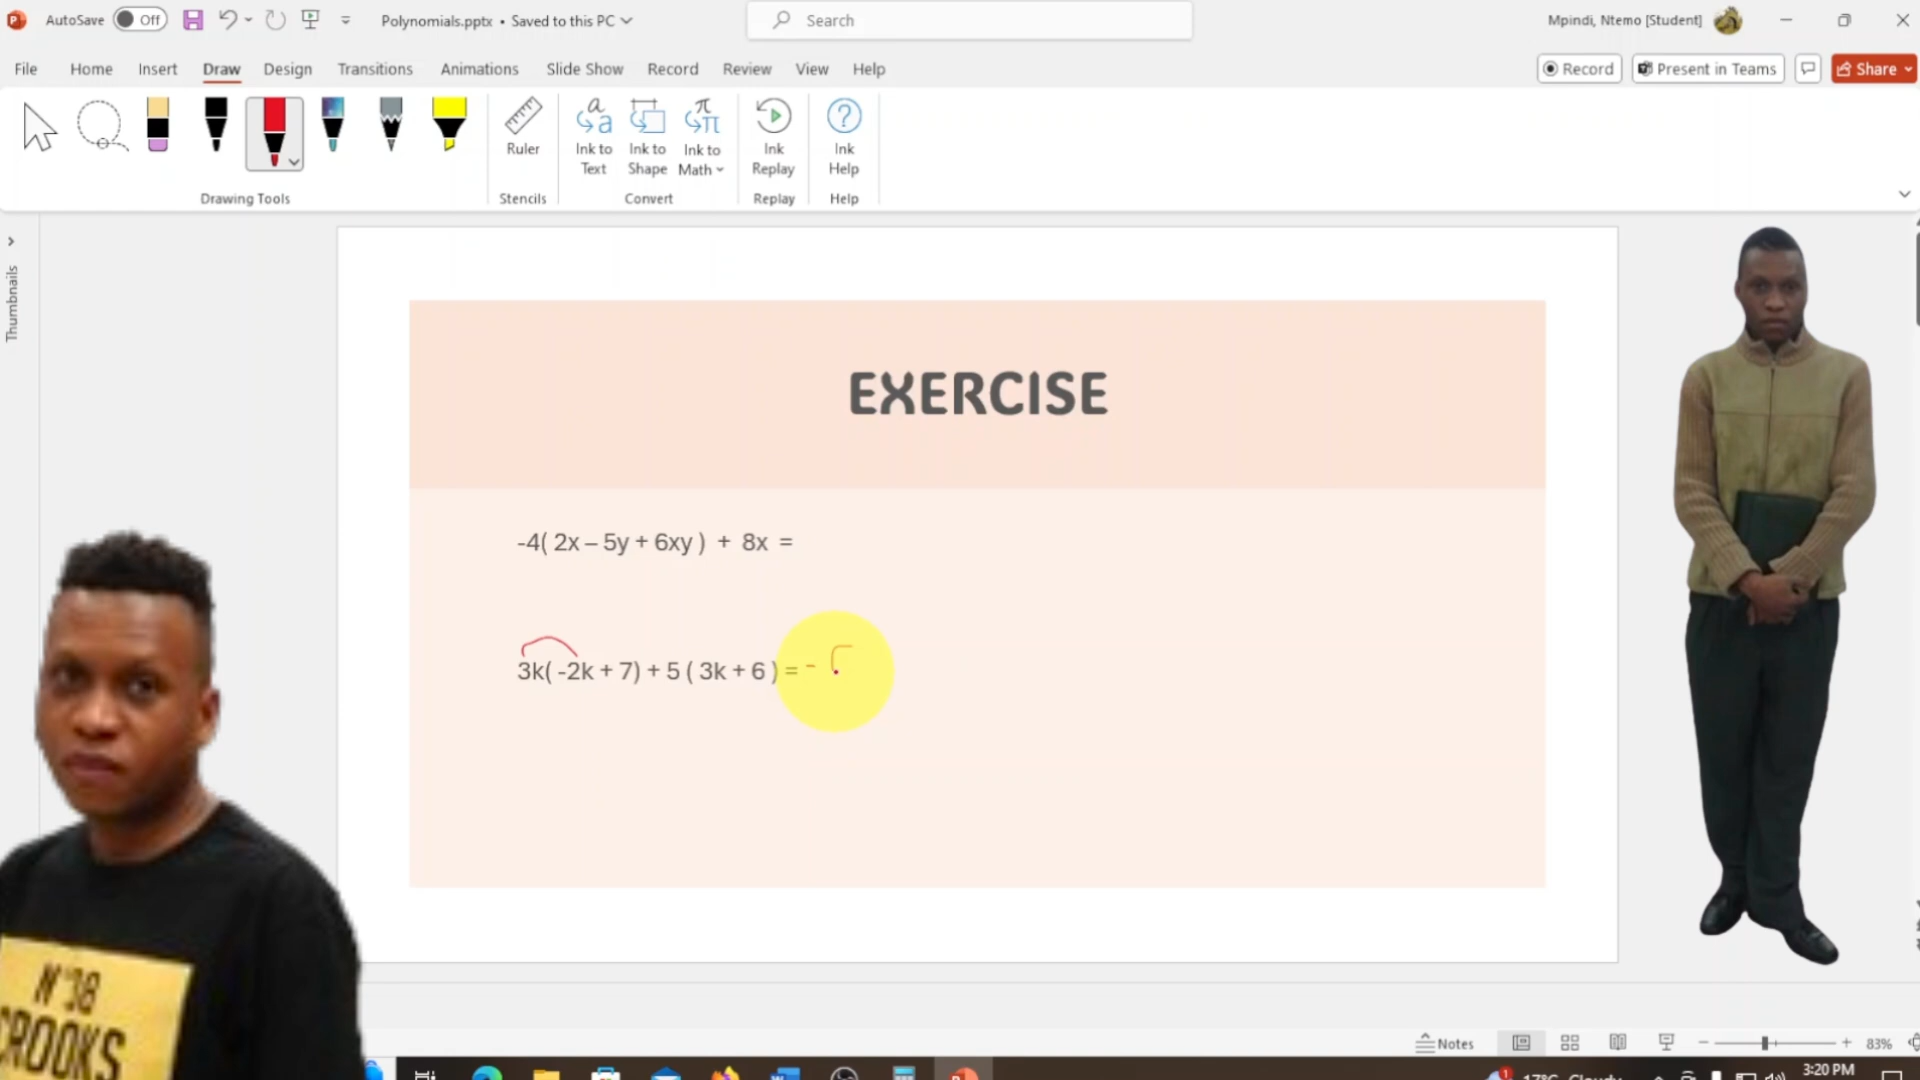 AutoSave Off Polynomials.pptx • Saved to this PC Search Mpindi, Ntemo [Student]
File Home Insert Draw Design Transitions Animations Slide Show Record Review View Help Record Present in Teams Share
Ruler Ink to Text Ink to Shape Ink to Math Ink Replay Ink Help
Drawing Tools Stencils Convert Replay Help
Thumbnails
EXERCISE
-4( 2x – 5y + 6xy ) + 8x =
3k( -2k + 7) + 5 ( 3k + 6 ) = -
N°38
CROOKS
Notes 83%
1 17°C Cloudy 3:20 PM